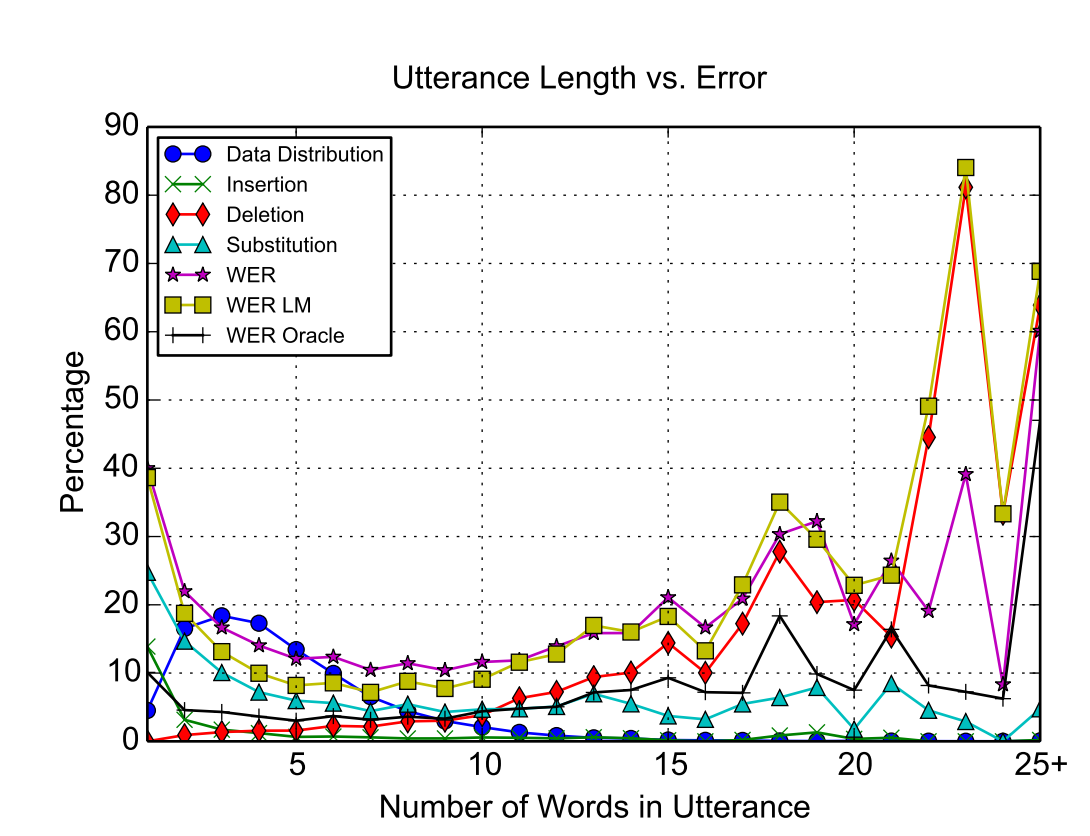 Utterance Length vs. Error
90
80
70
60
50
40
30
20
10
0
Percentage
Data Distribution
Insertion
Deletion
Substitution
WER
WER LM
WER Oracle
5 10 15 20 25+
Number of Words in Utterance